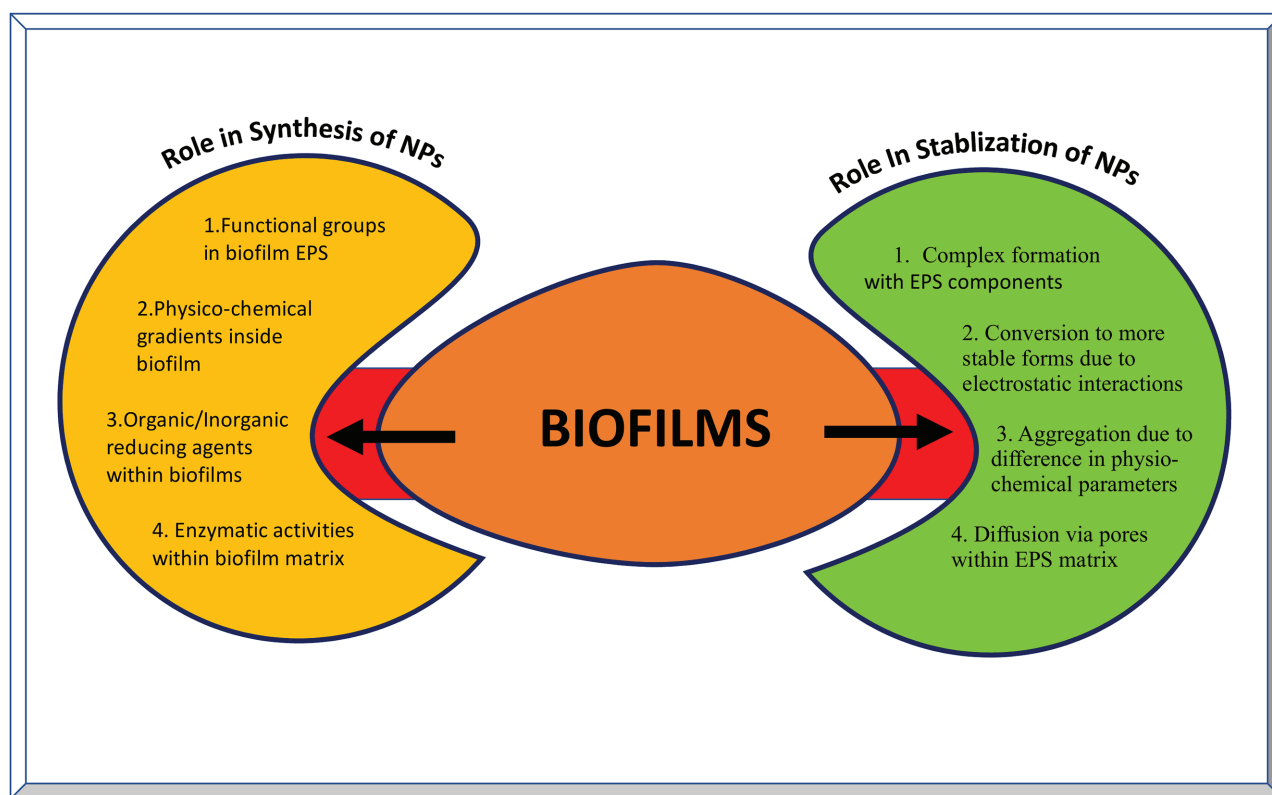 Role in Synthesis of NPs
1.Functional groups
in biofilm EPS
2.Physico-chemical
gradients inside
biofilm
3.Organic/Inorganic
reducing agents
within biofilms
4. Enzymatic activities
within biofilm matrix
BIOFILMS
Role In Stablization of NPs
1. Complex formation
with EPS components
2. Conversion to more
stable forms due to
electrostatic interactions
3. Aggregation due to
difference in physio-
chemical parameters
4. Diffusion via pores
within EPS matrix